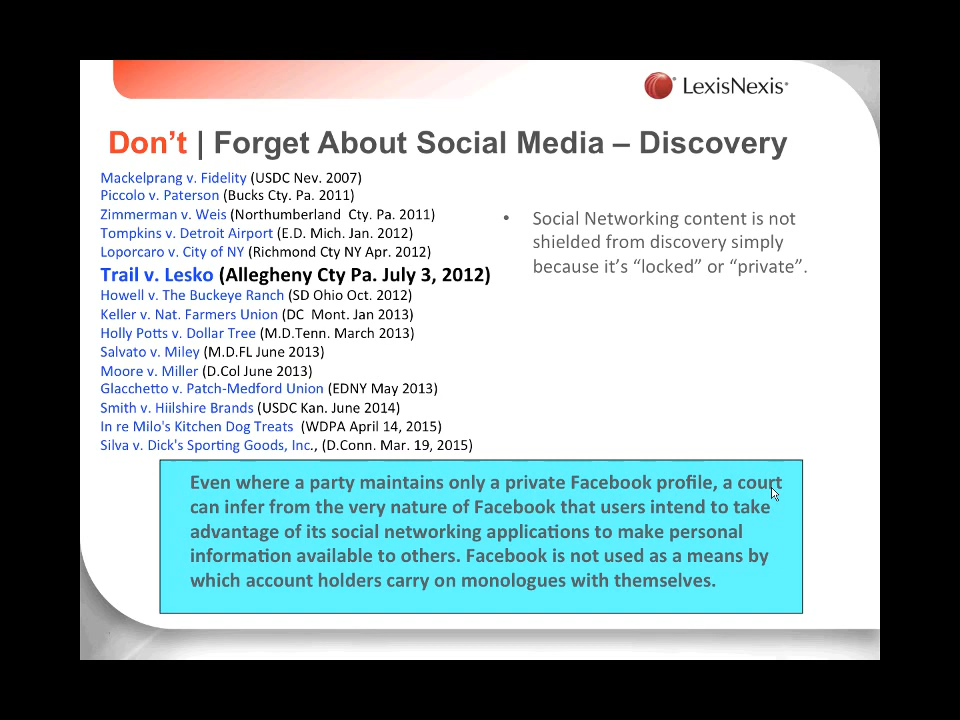 LexisNexis®
Don't | Forget About Social Media – Discovery
Mackelprang v. Fidelity (USDC Nev. 2007)
Piccolo v. Paterson (Bucks Cty. Pa. 2011)
Zimmerman v. Weis (Northumberland Cty. Pa. 2011)
Tompkins v. Detroit Airport (E.D. Mich. Jan. 2012)
Loporcaro v. City of NY (Richmond Cty NY Apr. 2012)
Trail v. Lesko (Allegheny Cty Pa. July 3, 2012)
Howell v. The Buckeye Ranch (SD Ohio Oct. 2012)
Keller v. Nat. Farmers Union (DC Mont. Jan 2013)
Holly Potts v. Dollar Tree (M.D.Tenn. March 2013)
Salvato v. Miley (M.D.FL June 2013)
Moore v. Miller (D.Col June 2013)
Glacchetto v. Patch-Medford Union (EDNY May 2013)
Smith v. Hiilshire Brands (USDC Kan. June 2014)
In re Milo's Kitchen Dog Treats (WDPA April 14, 2015)
Silva v. Dick's Sporting Goods, Inc., (D.Conn. Mar. 19, 2015)
• Social Networking content is not
shielded from discovery simply
because it's “locked” or “private”.
Even where a party maintains only a private Facebook profile, a court
can infer from the very nature of Facebook that users intend to take
advantage of its social networking applications to make personal
information available to others. Facebook is not used as a means by
which account holders carry on monologues with themselves.